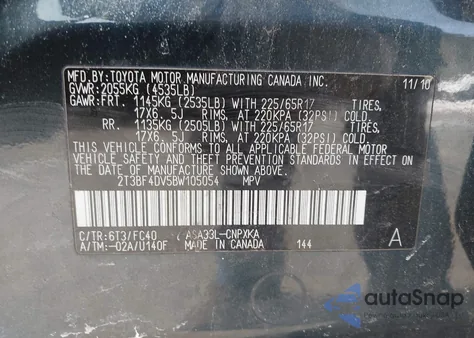 MFD.BY:TOYOTA MOTOR MANUFACTURING CANADA INC.
GVWR:2055KG (4535LB) 11/10
GAWR:FRT. 1145KG (2535LB) WITH 225/65R17 TIRES,
17X6. 5J RIMS, AT 220KPA (32PSI) COLD
RR. 1135KG (2505LB) WITH 225/65R17 TIRES,
17X6. 5J RIMS, AT 220KPA (32PSI) COLD
THIS VEHICLE CONFORMS TO ALL APPLICABLE FEDERAL MOTOR
VEHICLE SAFETY AND THEFT PREVENTION STANDARDS IN EFFECT ON
THE DATE OF MANUFACTURE SHOWN ABOVE.
2T3BF4DV5BW105054 MPV
C/TR:6T3/FC40 ASA33L-CNPXKA
A/TM:-02A/U140F 144 A
autoSnap